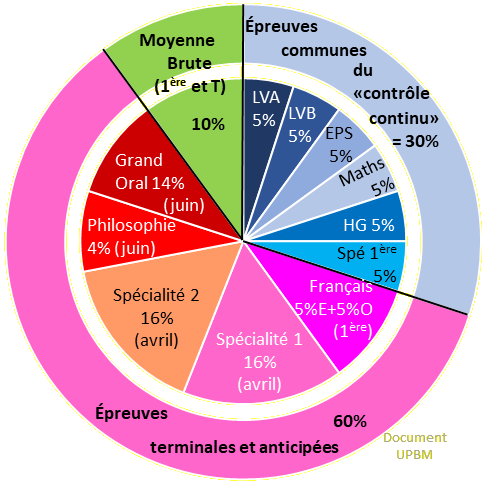 Moyenne
Brute
(1ère et T)
10%
Épreuves
communes
du
«contrôle
continu»
= 30%
LVA
5%
LVB
5%
EPS
5%
Maths
5%
HG 5%
Spé 1ère
5%
Français
5%E+5%O
(1ère)
Spécialité 1
16%
(avril)
Spécialité 2
16%
(avril)
Philosophie
4% (juin)
Grand
Oral 14%
(juin)
Épreuves
terminales et anticipées
60%
Document
UPBM